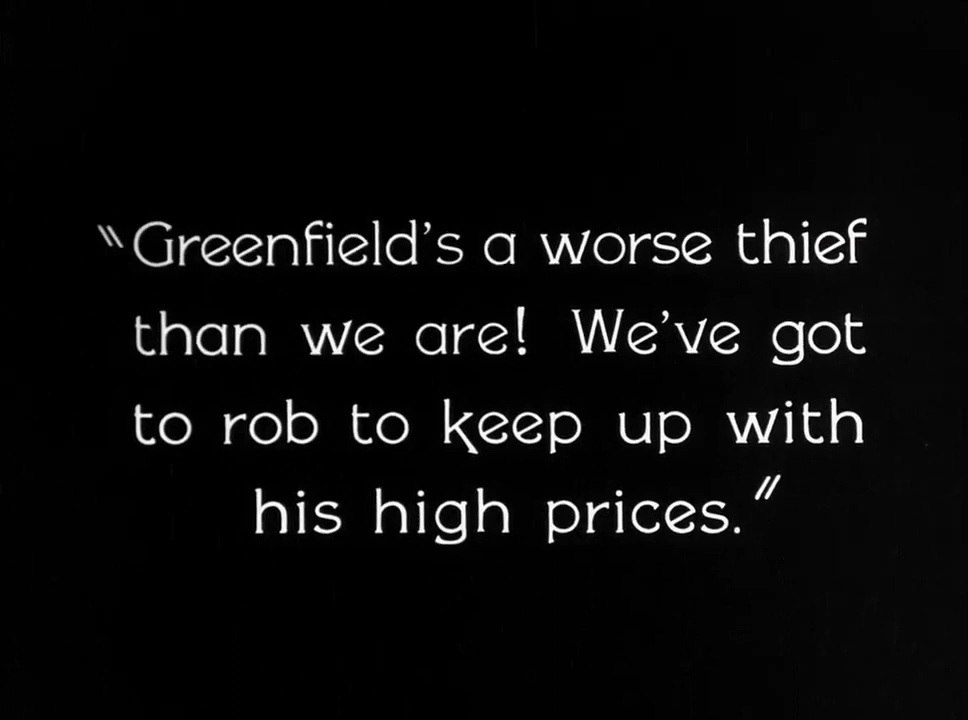 "Greenfield's a worse thief
than we are! We've got
to rob to keep up with
his high prices."